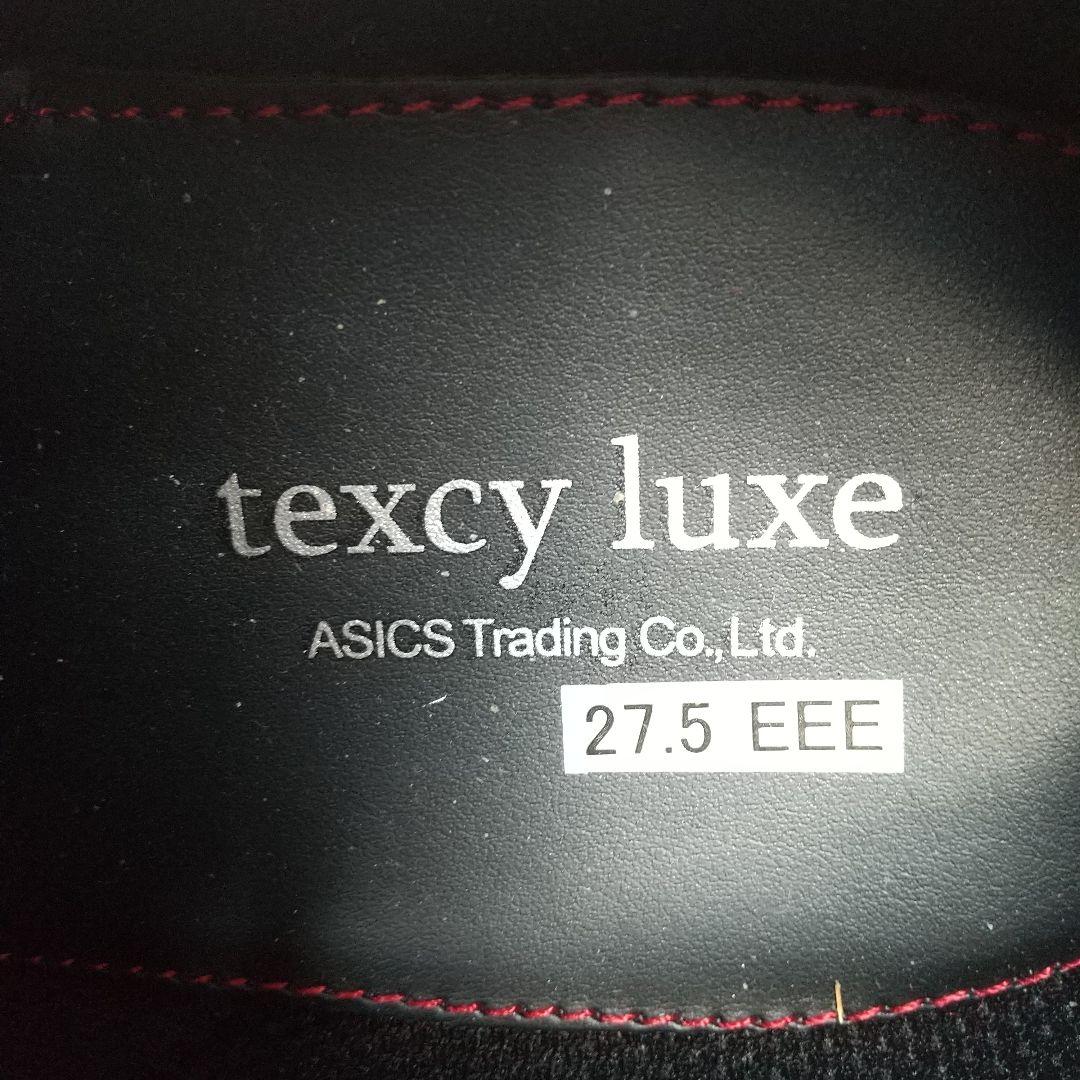 texcy luxe
ASICS Trading Co.,Ltd.
27.5 EEE